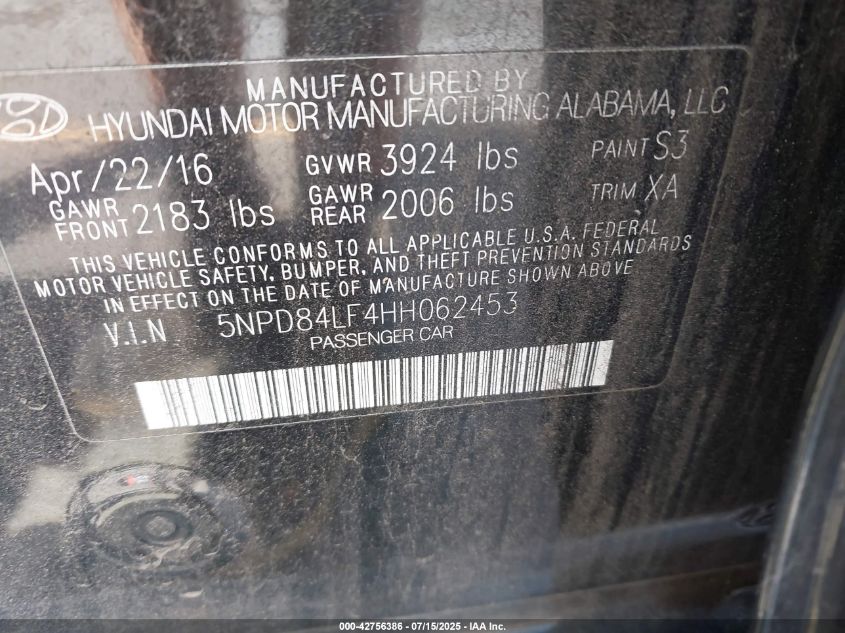 MANUFACTURED BY
HYUNDAI MOTOR MANUFACTURING ALABAMA, LLC
Apr/22/16 GVWR 3924 lbs PAINT S3
GAWR FRONT 2183 lbs GAWR REAR 2006 lbs TRIM XA
THIS VEHICLE CONFORMS TO ALL APPLICABLE U.S.A. FEDERAL
MOTOR VEHICLE SAFETY, BUMPER, AND THEFT PREVENTION STANDARDS
IN EFFECT ON THE DATE OF MANUFACTURE SHOWN ABOVE
V.I.N 5NPD84LF4HH062453
PASSENGER CAR
000-42756386 - 07/15/2025 - IAA Inc.